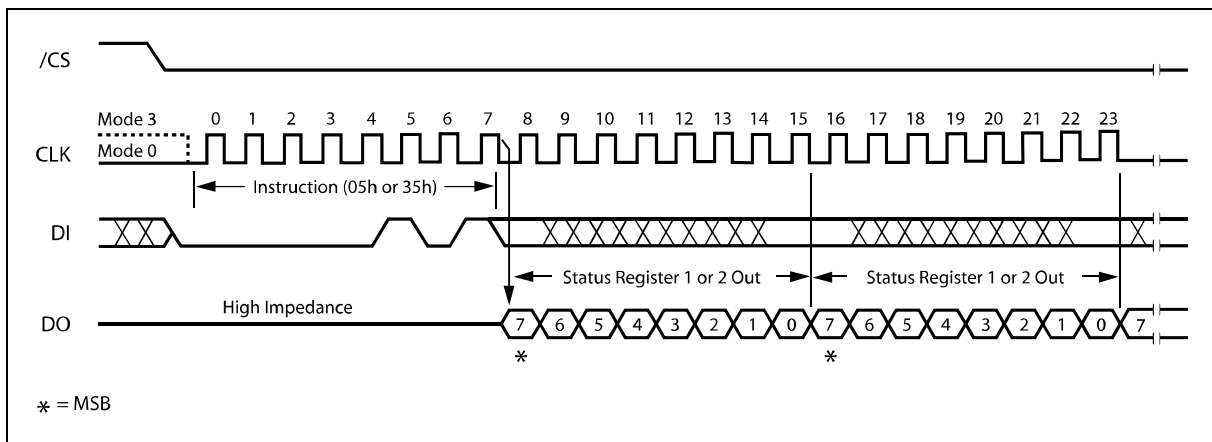 /CS
Mode 3
0 1 2 3 4 5 6 7 8 9 10 11 12 13 14 15 16 17 18 19 20 21 22 23
CLK
Mode 0
Instruction (05h or 35h)
DI
Status Register 1 or 2 Out
Status Register 1 or 2 Out
High Impedance
DO
7 6 5 4 3 2 1 0 7 6 5 4 3 2 1 0 7
* *
* = MSB